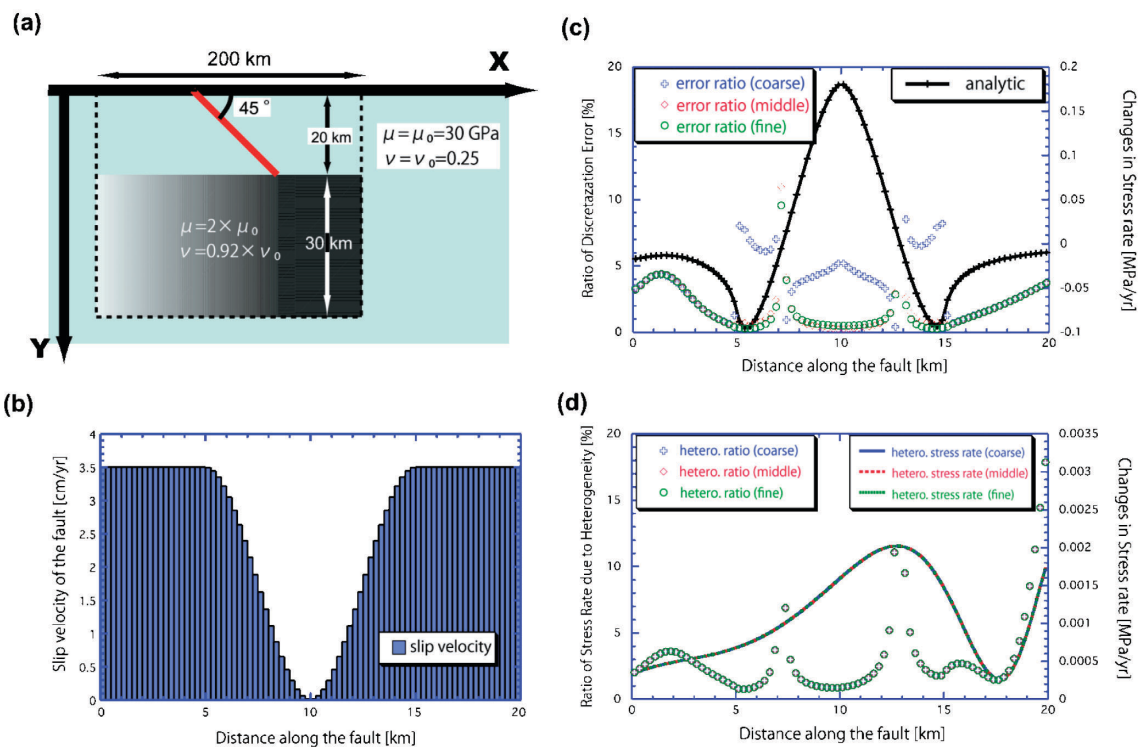 (a)
200 km
X
45°
20 km
μ = μ₀=30 GPa
ν = ν₀=0.25
μ=2× μ₀
ν=0.92× ν₀
30 km
Y
(b)
Slip velocity of the fault [cm/yr]
4
3.5
3
2.5
2
1.5
1
0.5
0
slip velocity
0
5
10
15
20
Distance along the fault [km]
(c)
Ratio of Discretazation Error [%]
20
15
10
5
0
error ratio (coarse)
error ratio (middle)
error ratio (fine)
analytic
0.2
0.15
0.1
0.05
0
-0.05
-0.1
Changes in Stress rate [MPa/yr]
0
5
10
15
20
Distance along the fault [km]
(d)
Ratio of Stress Rate due to Heterogeneity [%]
20
15
10
5
0
hetero. ratio (coarse)
hetero. ratio (middle)
hetero. ratio (fine)
hetero. stress rate (coarse)
hetero. stress rate (middle)
hetero. stress rate (fine)
0.0035
0.003
0.0025
0.002
0.0015
0.001
0.0005
0
Changes in Stress rate [MPa/yr]
0
5
10
15
20
Distance along the fault [km]